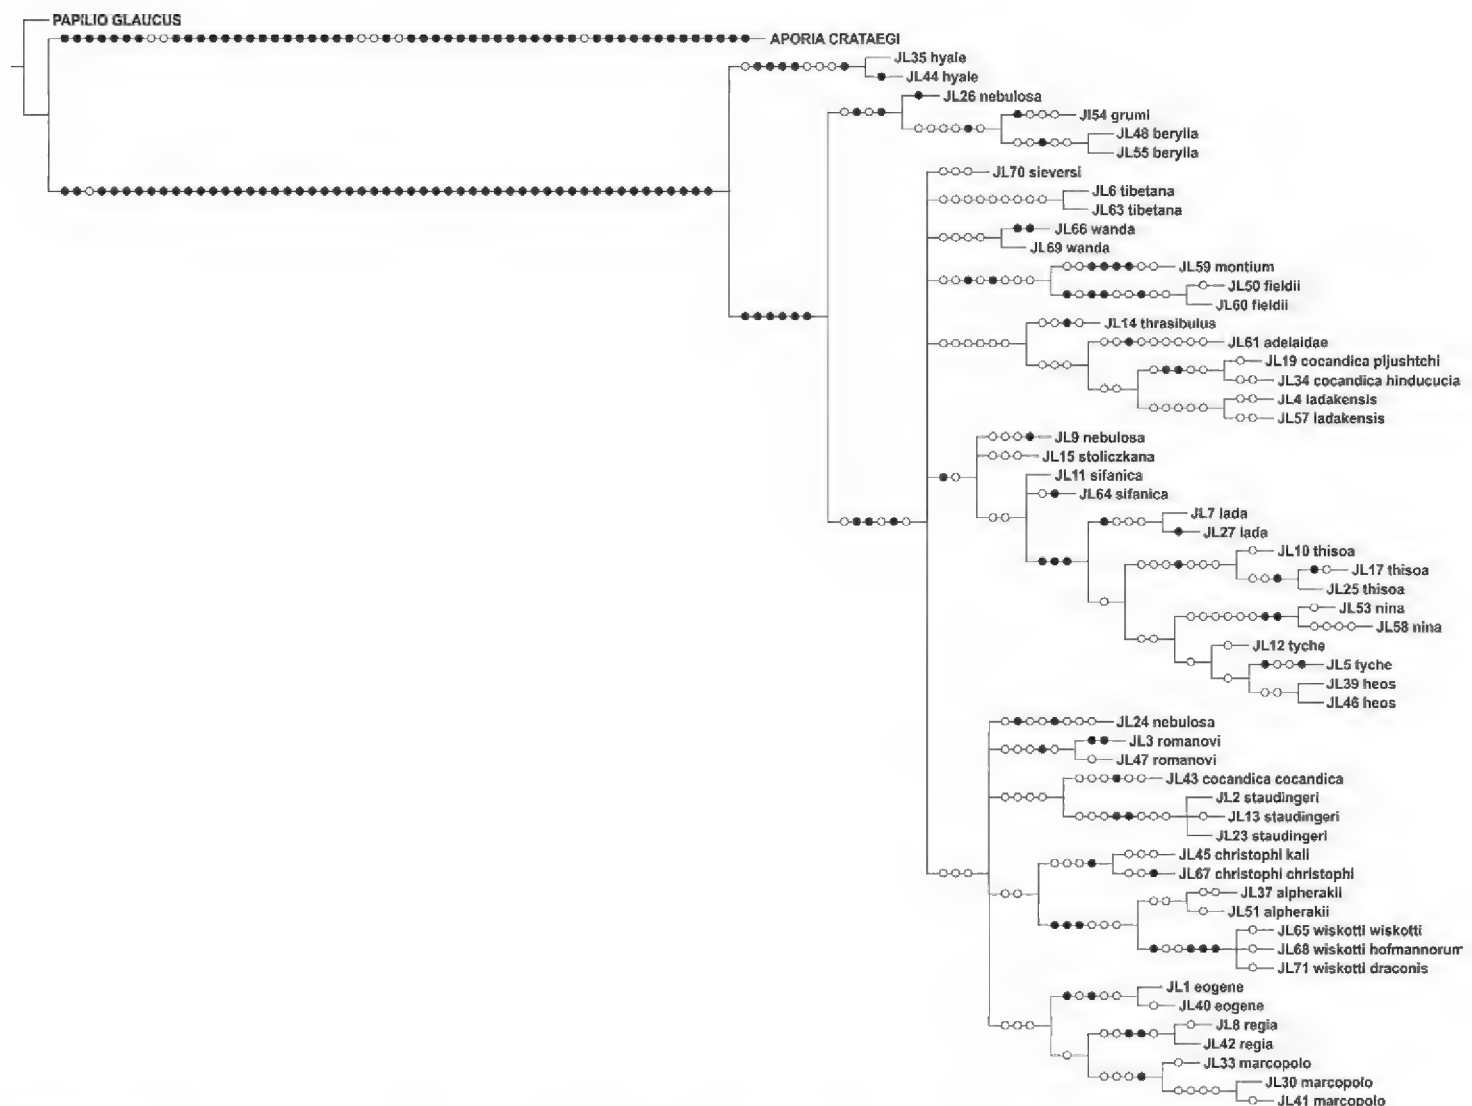 PAPILIO GLAUCUS
APORIA CRATAEGI
JL35 hyale
JL44 hyale
JL26 nebulosa
Jl54 grumi
JL48 berylla
JL55 berylla
JL70 sieversi
JL6 tibetana
JL63 tibetana
JL66 wanda
JL69 wanda
JL59 montium
JL50 fieldii
JL60 fieldii
JL14 thrasibulus
JL61 adelaidae
JL19 cocandica pljushtchi
JL34 cocandica hinducucia
JL4 ladakensis
JL57 ladakensis
JL9 nebulosa
JL15 stoliczkana
JL11 sifanica
JL64 sifanica
JL7 lada
JL27 lada
JL10 thisoa
JL17 thisoa
JL25 thisoa
JL53 nina
JL58 nina
JL12 tyche
JL5 tyche
JL39 heos
JL46 heos
JL24 nebulosa
JL3 romanovi
JL47 romanovi
JL43 cocandica cocandica
JL2 staudingeri
JL13 staudingeri
JL23 staudingeri
JL45 christophi kali
JL67 christophi christophi
JL37 alpherakii
JL51 alpherakii
JL65 wiskotti wiskotti
JL68 wiskotti hofmannorum
JL71 wiskotti draconis
JL1 eogene
JL40 eogene
JL8 regia
JL42 regia
JL33 marcopolo
JL30 marcopolo
JL41 marcopolo